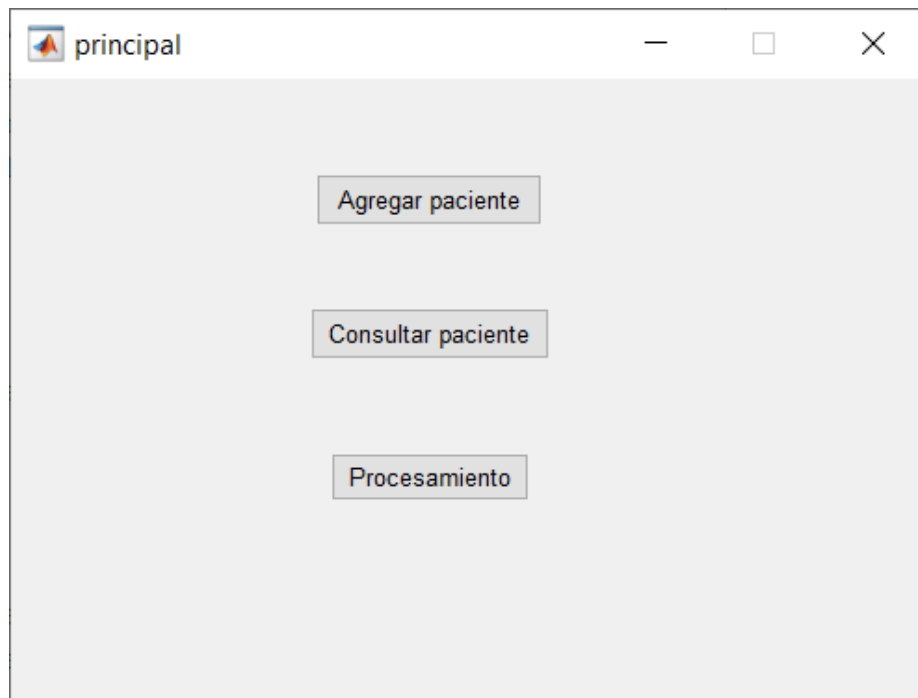 principal
Agregar paciente
Consultar paciente
Procesamiento